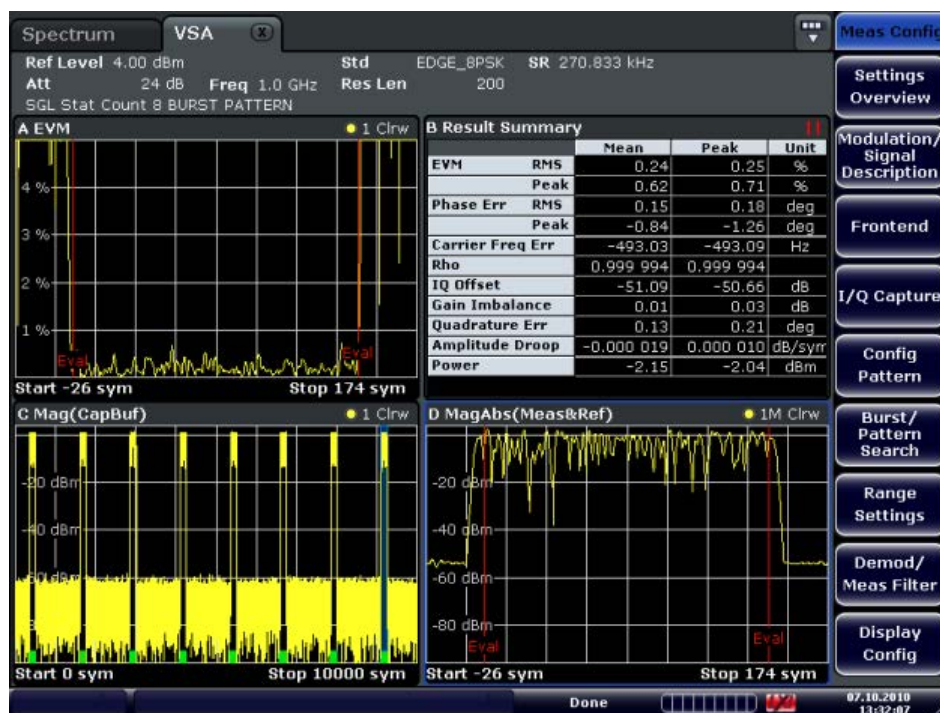 Spectrum
VSA
X
Ref Level 4.00 dBm Std EDGE_8PSK SR 270.833 kHz
Att 24 dB Freq 1.0 GHz Res Len 200
SGL Stat Count 8 BURST PATTERN
A EVM
1 Clrw
4 %
3 %
2 %
1 %
Eval
Eval
Start -26 sym
Stop 174 sym
B Result Summary
Mean Peak Unit
EVM RMS 0.24 0.25 %
Peak 0.62 0.71 %
Phase Err RMS 0.15 0.18 deg
Peak -0.84 -1.26 deg
Carrier Freq Err -493.03 -493.09 Hz
Rho 0.999 994 0.999 994
IQ Offset -51.09 -50.66 dB
Gain Imbalance 0.01 0.03 dB
Quadrature Err 0.13 0.21 deg
Amplitude Droop -0.000 019 0.000 010 dB/sym
Power -2.15 -2.04 dBm
C Mag(CapBuf)
1 Clrw
-20 dBm
-40 dBm
Start 0 sym
Stop 10000 sym
D MagAbs(Meas&Ref)
1M Clrw
-20 dBm
-40 dBm
-60 dBm
-80 dBm
Eval
Eval
Start -26 sym
Stop 174 sym
Done
07.10.2010
13:32:07
Meas Config
Settings
Overview
Modulation/
Signal
Description
Frontend
I/Q Capture
Config
Pattern
Burst/
Pattern
Search
Range
Settings
Demod/
Meas Filter
Display
Config